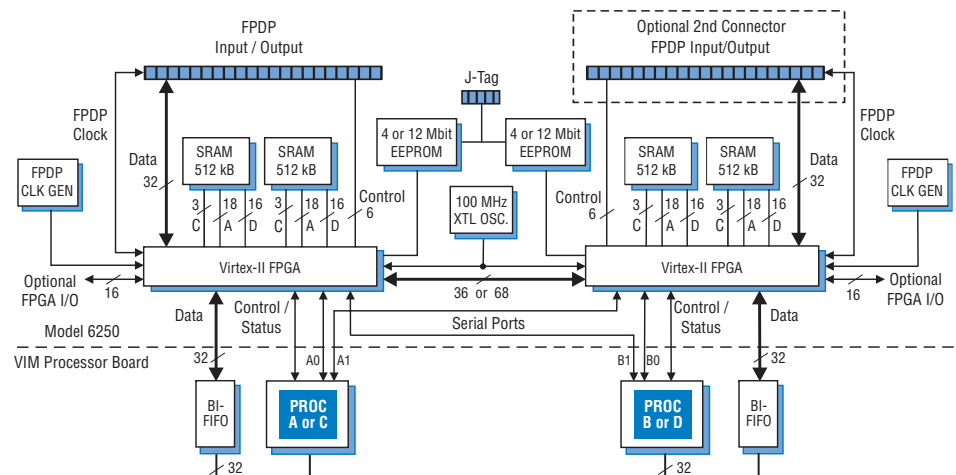 FPDP
Input / Output
Optional 2nd Connector
FPDP Input/Output
J-Tag
FPDP
Clock
4 or 12 Mbit
EEPROM
4 or 12 Mbit
EEPROM
FPDP
Clock
SRAM
512 kB
SRAM
512 kB
SRAM
512 kB
SRAM
512 kB
FPDP
CLK GEN
Data
32
Control
6
100 MHz
XTL OSC.
Control
6
Data
32
FPDP
CLK GEN
3
18
16
3
18
16
C
A
D
C
A
D
3
18
16
3
18
16
C
A
D
C
A
D
Virtex-II FPGA
Virtex-II FPGA
Optional
FPGA I/O
16
36 or 68
16
Optional
FPGA I/O
Data
Control /
Status
Serial Ports
Control /
Status
Data
Model 6250
VIM Processor Board
32
A0
A1
B1
B0
32
BI-
FIFO
PROC
A or C
PROC
B or D
BI-
FIFO
32
32